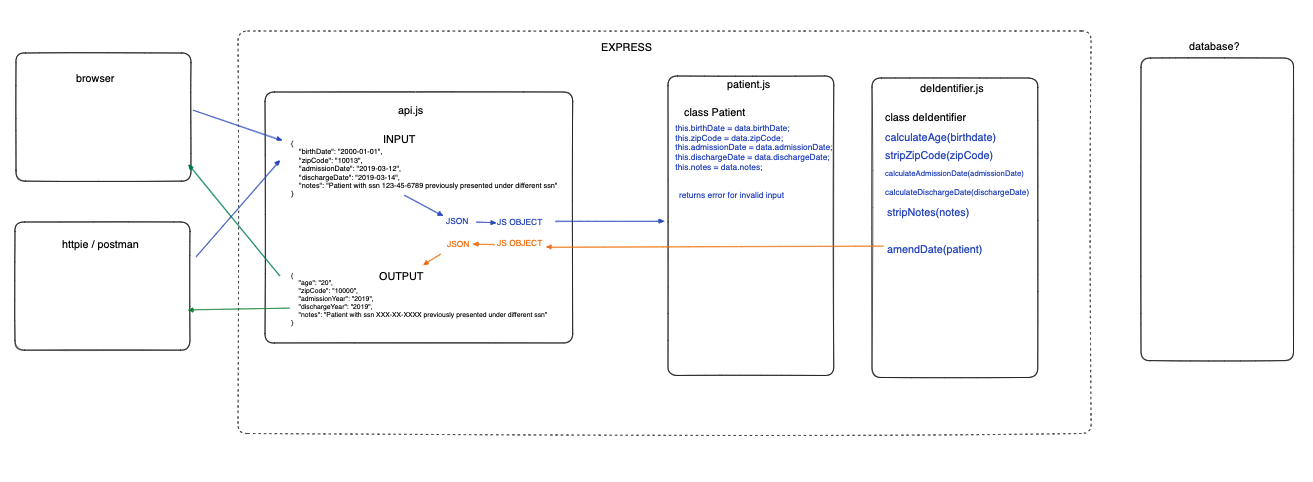 EXPRESS
database?
browser
httpie / postman
api.js
INPUT
{
"birthDate": "2000-01-01",
"zipCode": "10013",
"admissionDate": "2019-03-12",
"dischargeDate": "2019-03-14",
"notes": "Patient with ssn 123-45-6789 previously presented under different ssn"
}
JSON
JS OBJECT
JSON
JS OBJECT
OUTPUT
{
"age": "20",
"zipCode": "10000",
"admissionYear": "2019",
"dischargeYear": "2019",
"notes": "Patient with ssn XXX-XX-XXXX previously presented under different ssn"
}
patient.js
class Patient
this.birthDate = data.birthDate;
this.zipCode = data.zipCode;
this.admissionDate = data.admissionDate;
this.dischargeDate = data.dischargeDate;
this.notes = data.notes;
returns error for invalid input
deIdentifier.js
class deIdentifier
calculateAge(birthdate)
stripZipCode(zipCode)
calculateAdmissionDate(admissionDate)
calculateDischargeDate(dischargeDate)
stripNotes(notes)
amendDate(patient)